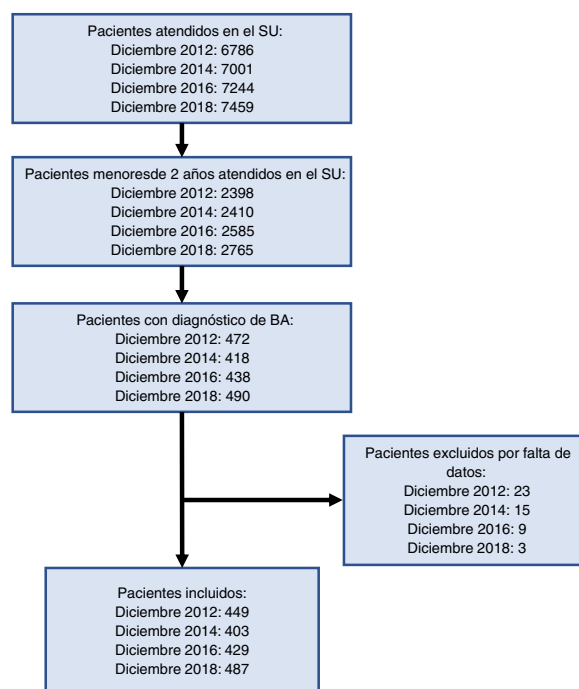 Pacientes atendidos en el SU:
Diciembre 2012: 6786
Diciembre 2014: 7001
Diciembre 2016: 7244
Diciembre 2018: 7459
Pacientes menoresde 2 años atendidos en el SU:
Diciembre 2012: 2398
Diciembre 2014: 2410
Diciembre 2016: 2585
Diciembre 2018: 2765
Pacientes con diagnóstico de BA:
Diciembre 2012: 472
Diciembre 2014: 418
Diciembre 2016: 438
Diciembre 2018: 490
Pacientes excluidos por falta de
datos:
Diciembre 2012: 23
Diciembre 2014: 15
Diciembre 2016: 9
Diciembre 2018: 3
Pacientes incluidos:
Diciembre 2012: 449
Diciembre 2014: 403
Diciembre 2016: 429
Diciembre 2018: 487